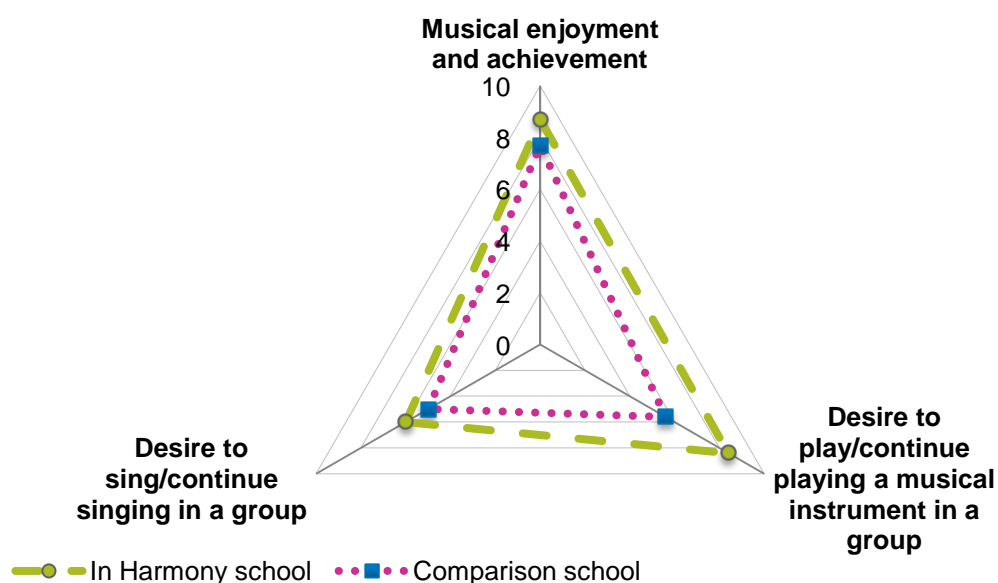 Musical enjoyment
and achievement
10
8
6
4
2
0
Desire to
sing/continue
singing in a group
Desire to
play/continue
playing a musical
instrument in a
group
In Harmony school
Comparison school